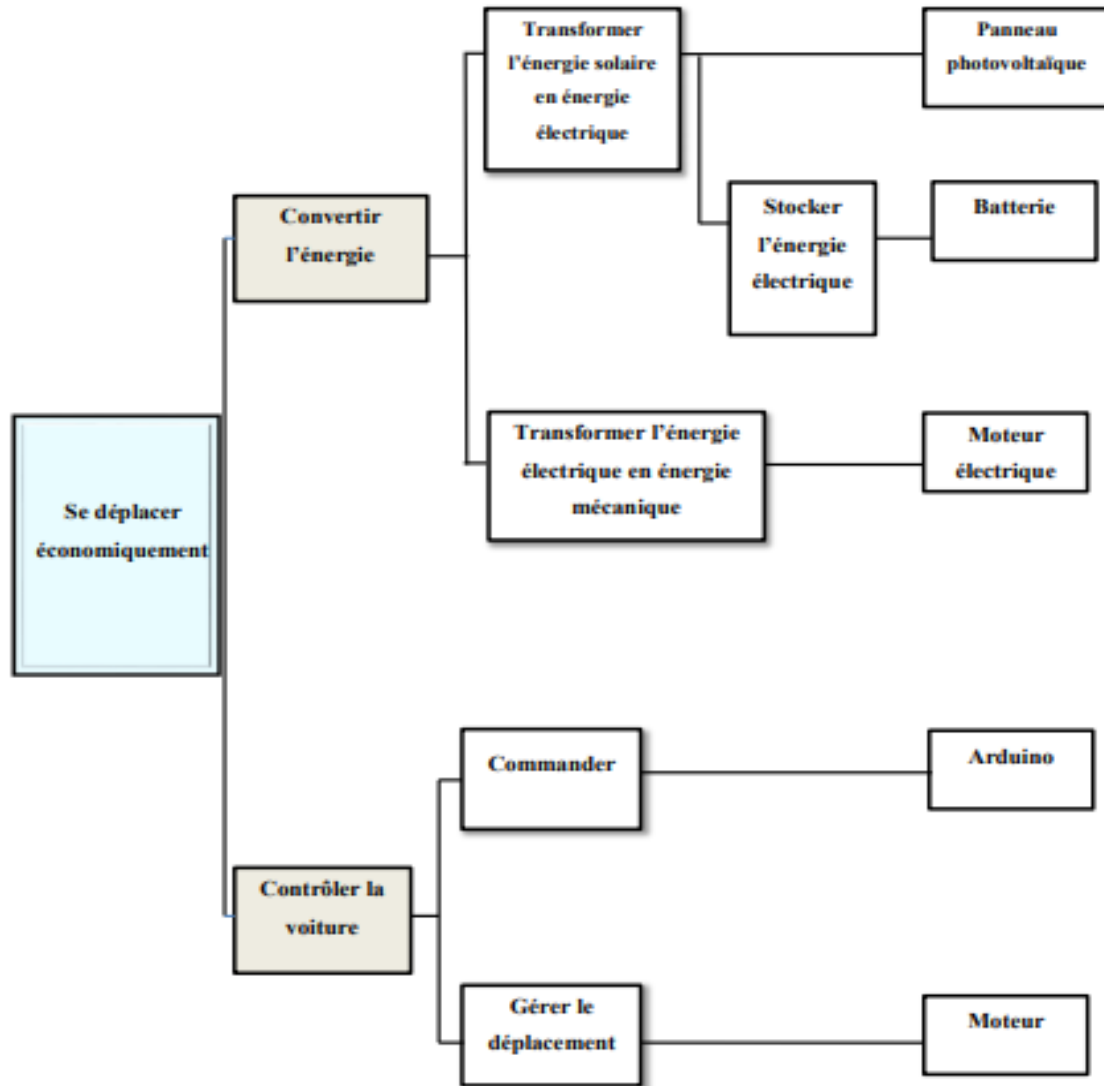 Transformer
l'énergie solaire
en énergie
électrique
Panneau
photovoltaïque
Convertir
l'énergie
Stocker
l'énergie
électrique
Batterie
Se déplacer
économiquement
Transformer l'énergie
électrique en énergie
mécanique
Moteur
électrique
Commander
Arduino
Contrôler la
voiture
Gérer le
déplacement
Moteur